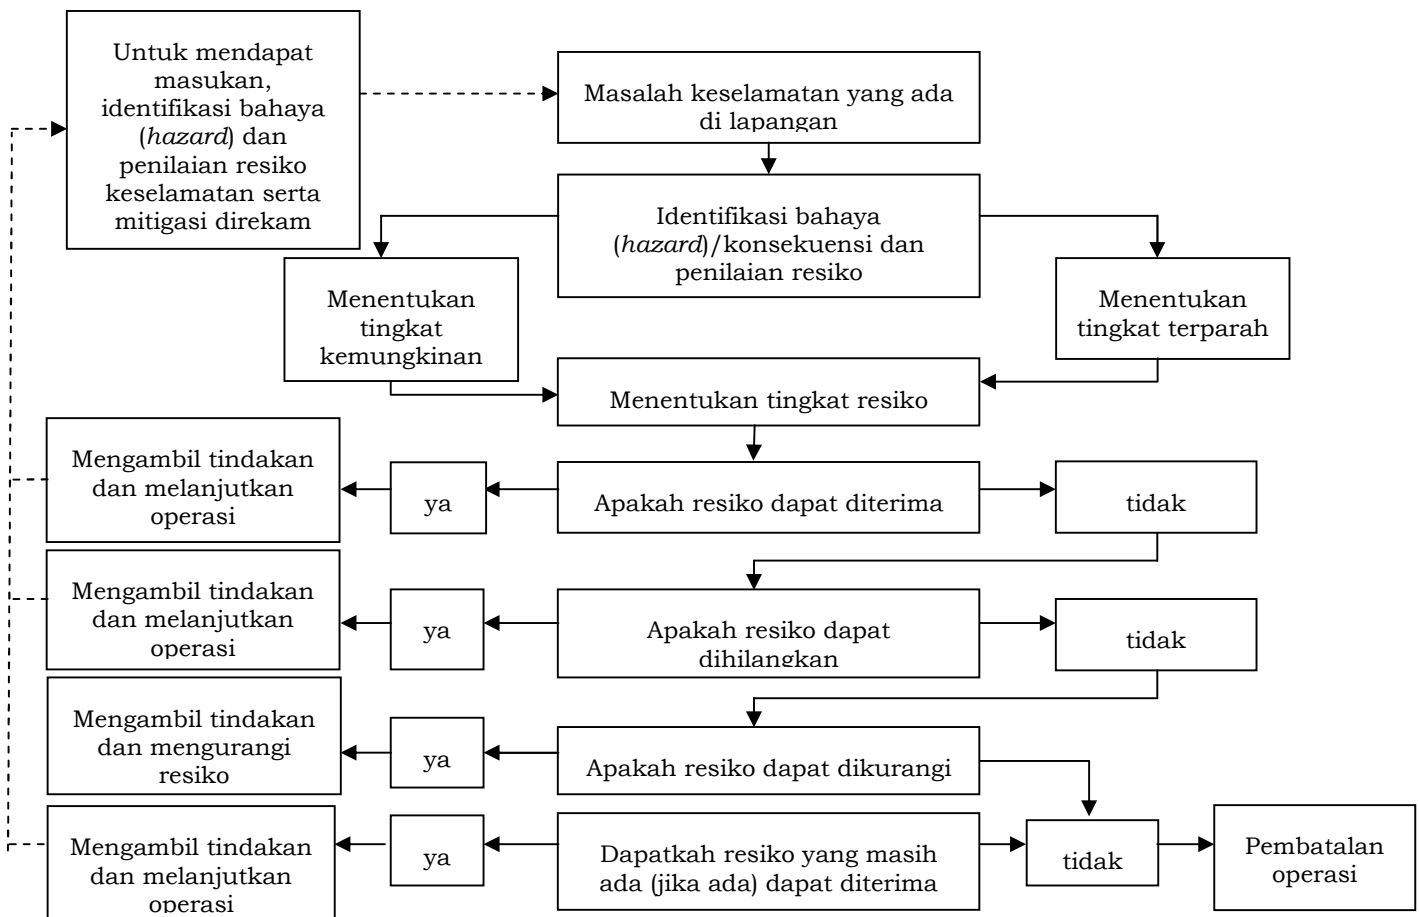 Untuk mendapat
masukan,
identifikasi bahaya
(hazard) dan
penilaian resiko
keselamatan serta
mitigasi direkam
Masalah keselamatan yang ada
di lapangan
Identifikasi bahaya
(hazard)/konsekuensi dan
penilaian resiko
Menentukan
tingkat
kemungkinan
Menentukan
tingkat terparah
Menentukan tingkat resiko
Mengambil tindakan
dan melanjutkan
operasi
ya
Apakah resiko dapat diterima
tidak
Mengambil tindakan
dan melanjutkan
operasi
ya
Apakah resiko dapat
dihilangkan
tidak
Mengambil tindakan
dan mengurangi
resiko
ya
Apakah resiko dapat dikurangi
Mengambil tindakan
dan melanjutkan
operasi
ya
Dapatkah resiko yang masih
ada (jika ada) dapat diterima
tidak
Pembatalan
operasi